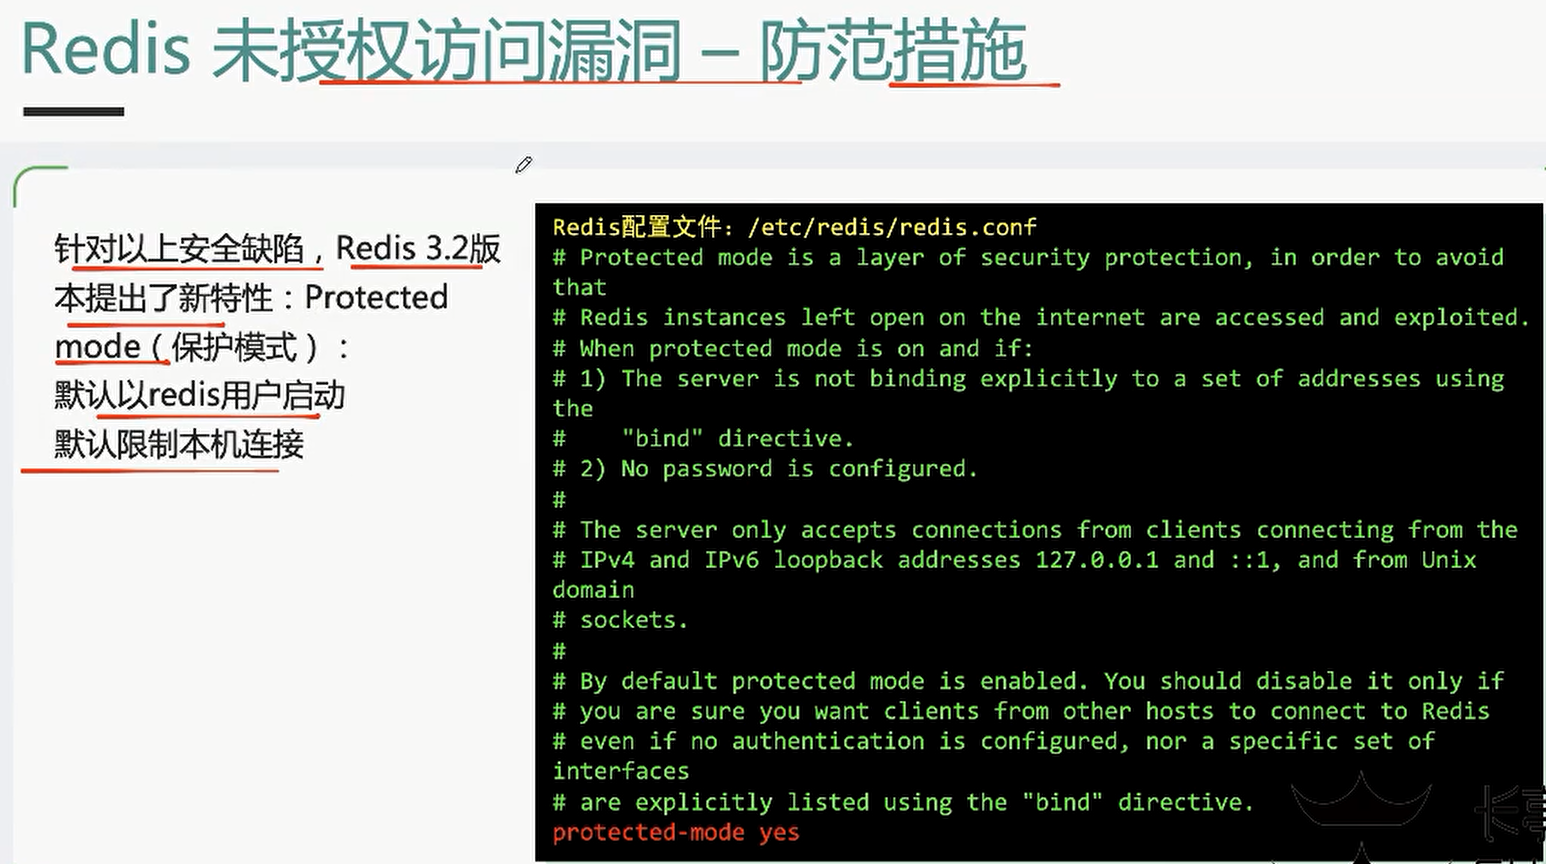 Redis 未授权访问漏洞 – 防范措施
针对以上安全缺陷，Redis 3.2版
本提出了新特性：Protected
mode（保护模式）：
默认以redis用户启动
默认限制本机连接
Redis配置文件：/etc/redis/redis.conf
# Protected mode is a layer of security protection, in order to avoid
that
# Redis instances left open on the internet are accessed and exploited.
# When protected mode is on and if:
# 1) The server is not binding explicitly to a set of addresses using
the
#    "bind" directive.
# 2) No password is configured.
#
# The server only accepts connections from clients connecting from the
# IPv4 and IPv6 loopback addresses 127.0.0.1 and ::1, and from Unix
domain
# sockets.
#
# By default protected mode is enabled. You should disable it only if
# you are sure you want clients from other hosts to connect to Redis
# even if no authentication is configured, nor a specific set of
interfaces
# are explicitly listed using the "bind" directive.
protected-mode yes
长亭